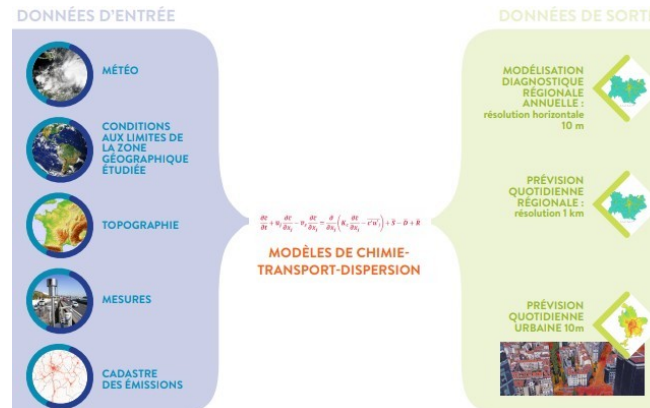 DONNÉES D'ENTRÉE
MÉTÉO
CONDITIONS
AUX LIMITES DE
LA ZONE
GÉOGRAPHIQUE
ÉTUDIÉE
TOPOGRAPHIE
MESURES
CADASTRE
DES ÉMISSIONS
MODÈLES DE CHIMIE-
TRANSPORT-DISPERSION
DONNÉES DE SORTI
MODÉLISATION
DIAGNOSTIQUE
RÉGIONALE
ANNUELLE :
résolution horizontale
10 m
PRÉVISION
QUOTIDIENNE
RÉGIONALE :
résolution 1 km
PRÉVISION
QUOTIDIENNE
URBAINE 10m